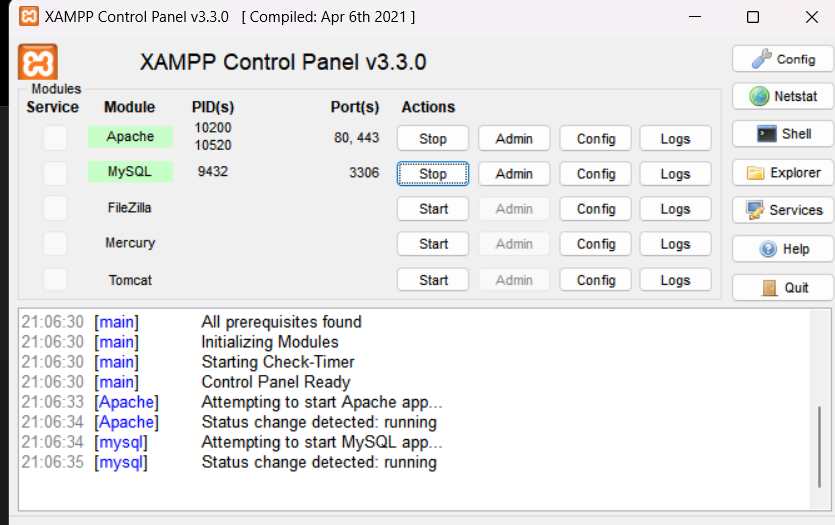 XAMPP Control Panel v3.3.0 [ Compiled: Apr 6th 2021 ]
XAMPP Control Panel v3.3.0
Config
Modules
Service Module PID(s) Port(s) Actions
Netstat
Apache 10200 10520 80, 443 Stop Admin Config Logs
Shell
MySQL 9432 3306 Stop Admin Config Logs
Explorer
FileZilla Start Admin Config Logs
Services
Mercury Start Admin Config Logs
Help
Tomcat Start Admin Config Logs
Quit
21:06:30 [main] All prerequisites found
21:06:30 [main] Initializing Modules
21:06:30 [main] Starting Check-Timer
21:06:30 [main] Control Panel Ready
21:06:33 [Apache] Attempting to start Apache app...
21:06:34 [Apache] Status change detected: running
21:06:34 [mysql] Attempting to start MySQL app...
21:06:35 [mysql] Status change detected: running